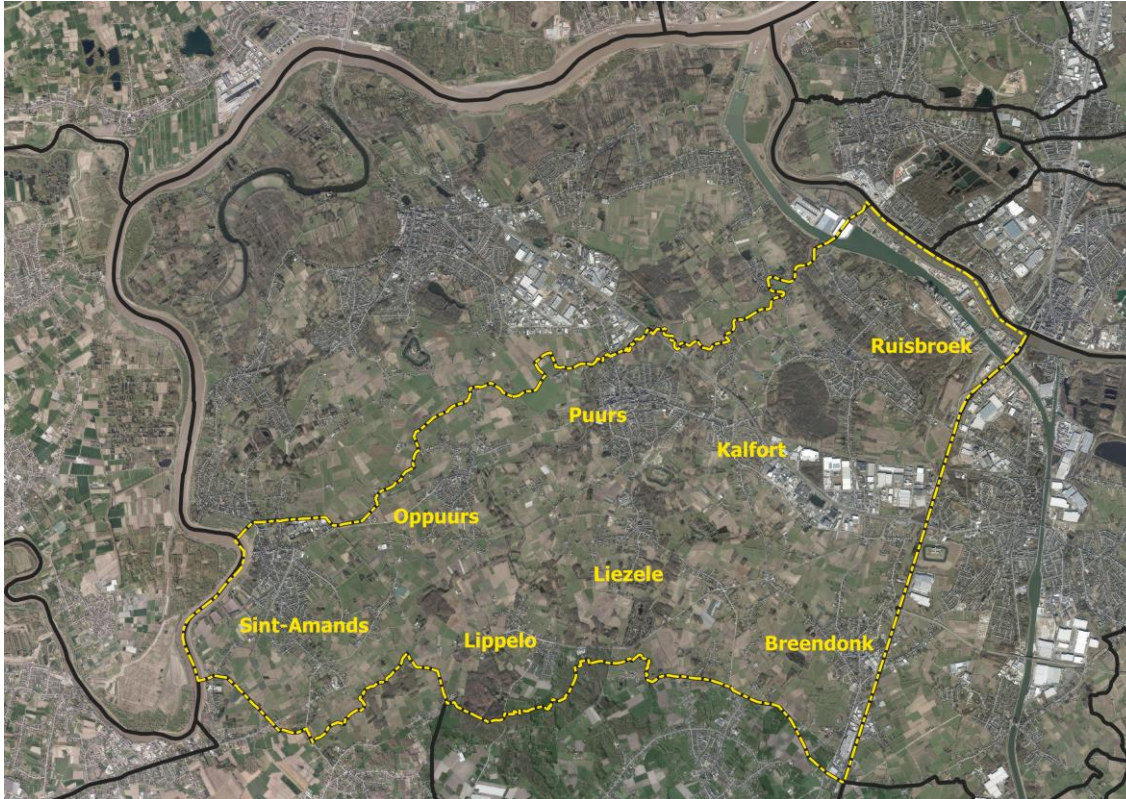 Ruisbroek
Puurs
Kalfort
Oppuurs
Liezele
Sint-Amands
Lippelo
Breendonk